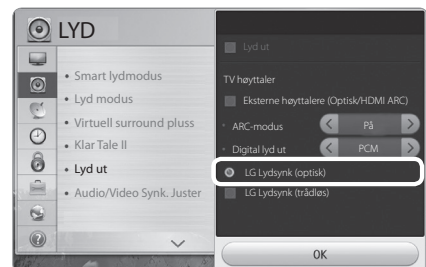 LYD
Smart lydmodus
Lyd modus
Virtuell surround pluss
Klar Tale II
Lyd ut
Audio/Video Synk. Juster
Lyd ut
TV høyttaler
Eksterne høyttalere (Optisk/HDMI ARC)
ARC-modus På
Digital lyd ut PCM
LG Lydsynk (optisk)
LG Lydsynk (trådløs)
OK